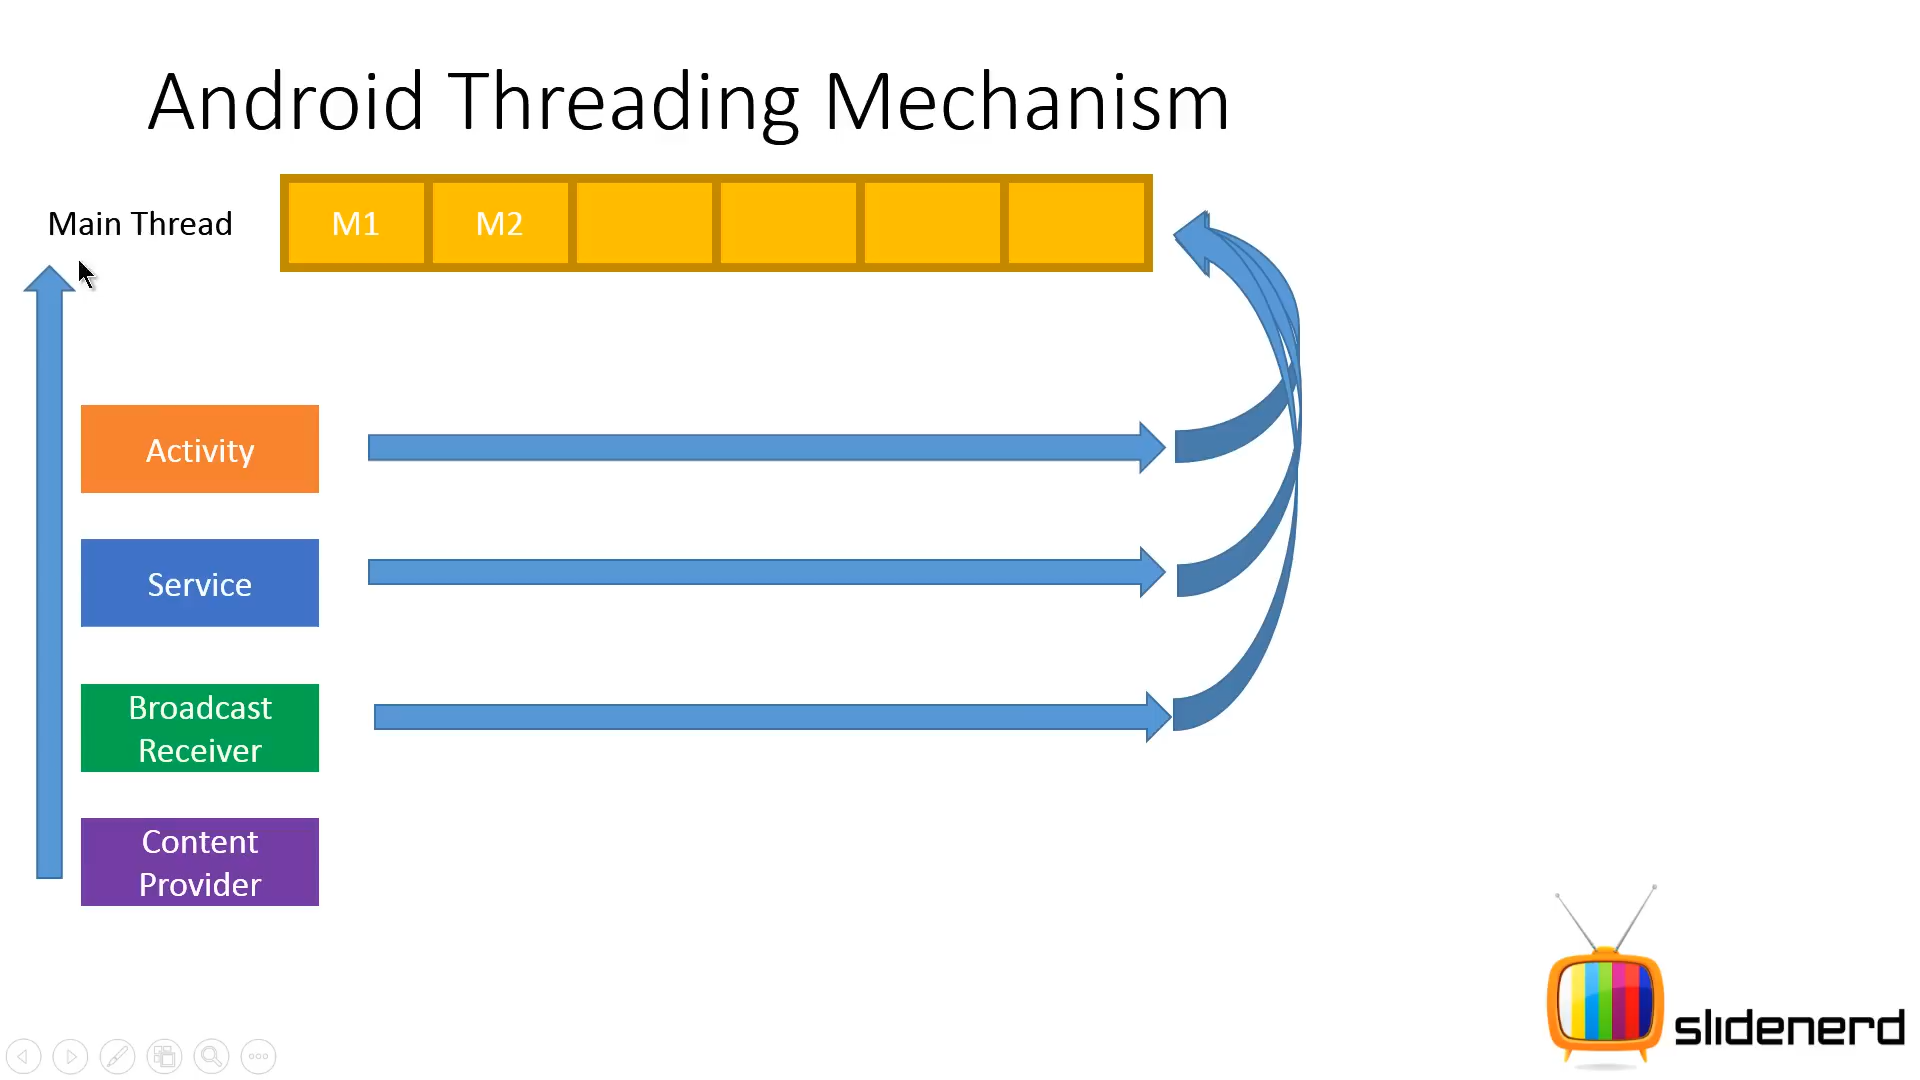 Android Threading Mechanism
Main Thread
M1
M2
Activity
Service
Broadcast
Receiver
Content
Provider
slidenerd